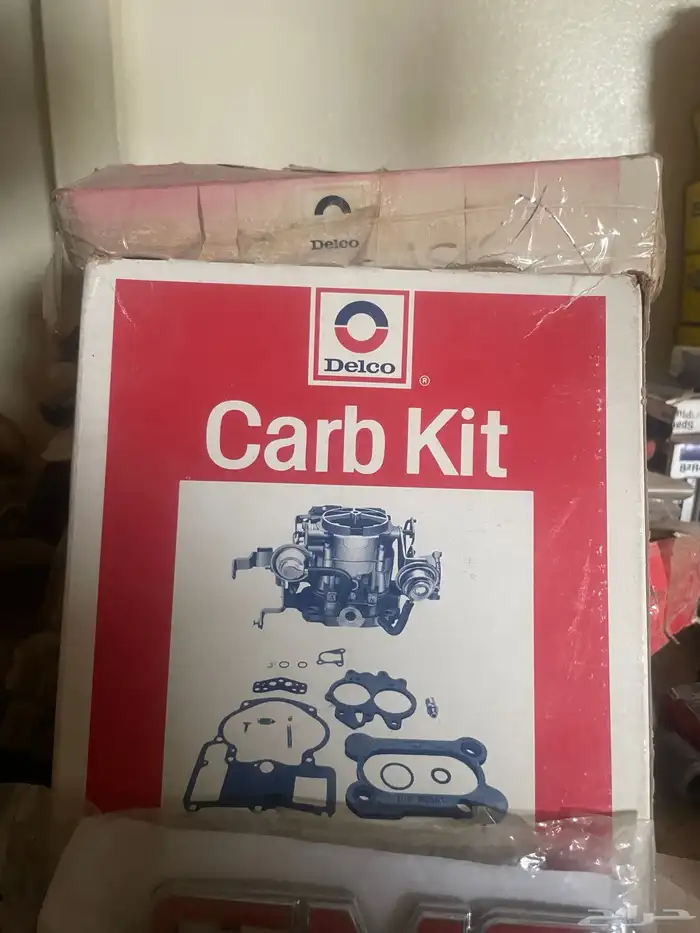 Delco
Delco
®
Carb Kit
حراج